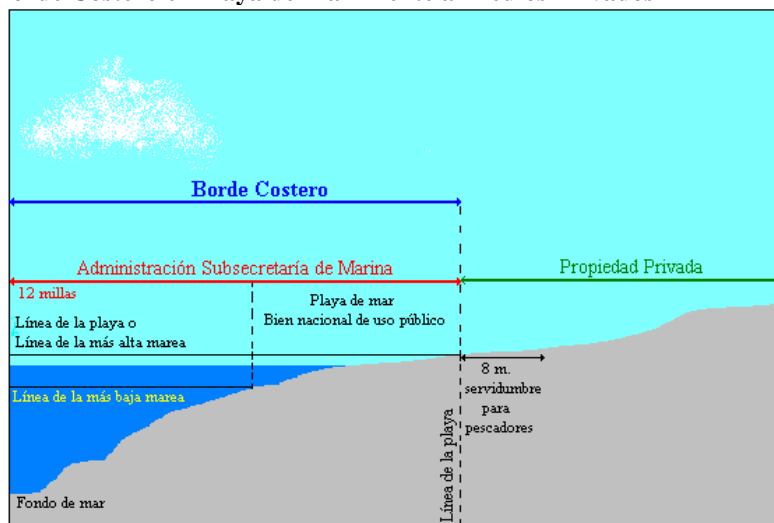 Borde Costero
Administración Subsecretaría de Marina
Propiedad Privada
12 millas
Playa de mar
Bien nacional de uso público
Línea de la playa o
Línea de la más alta marea
8 m.
servidumbre
para
pescadores
Línea de la más baja marea
Línea de la playa
Fondo de mar